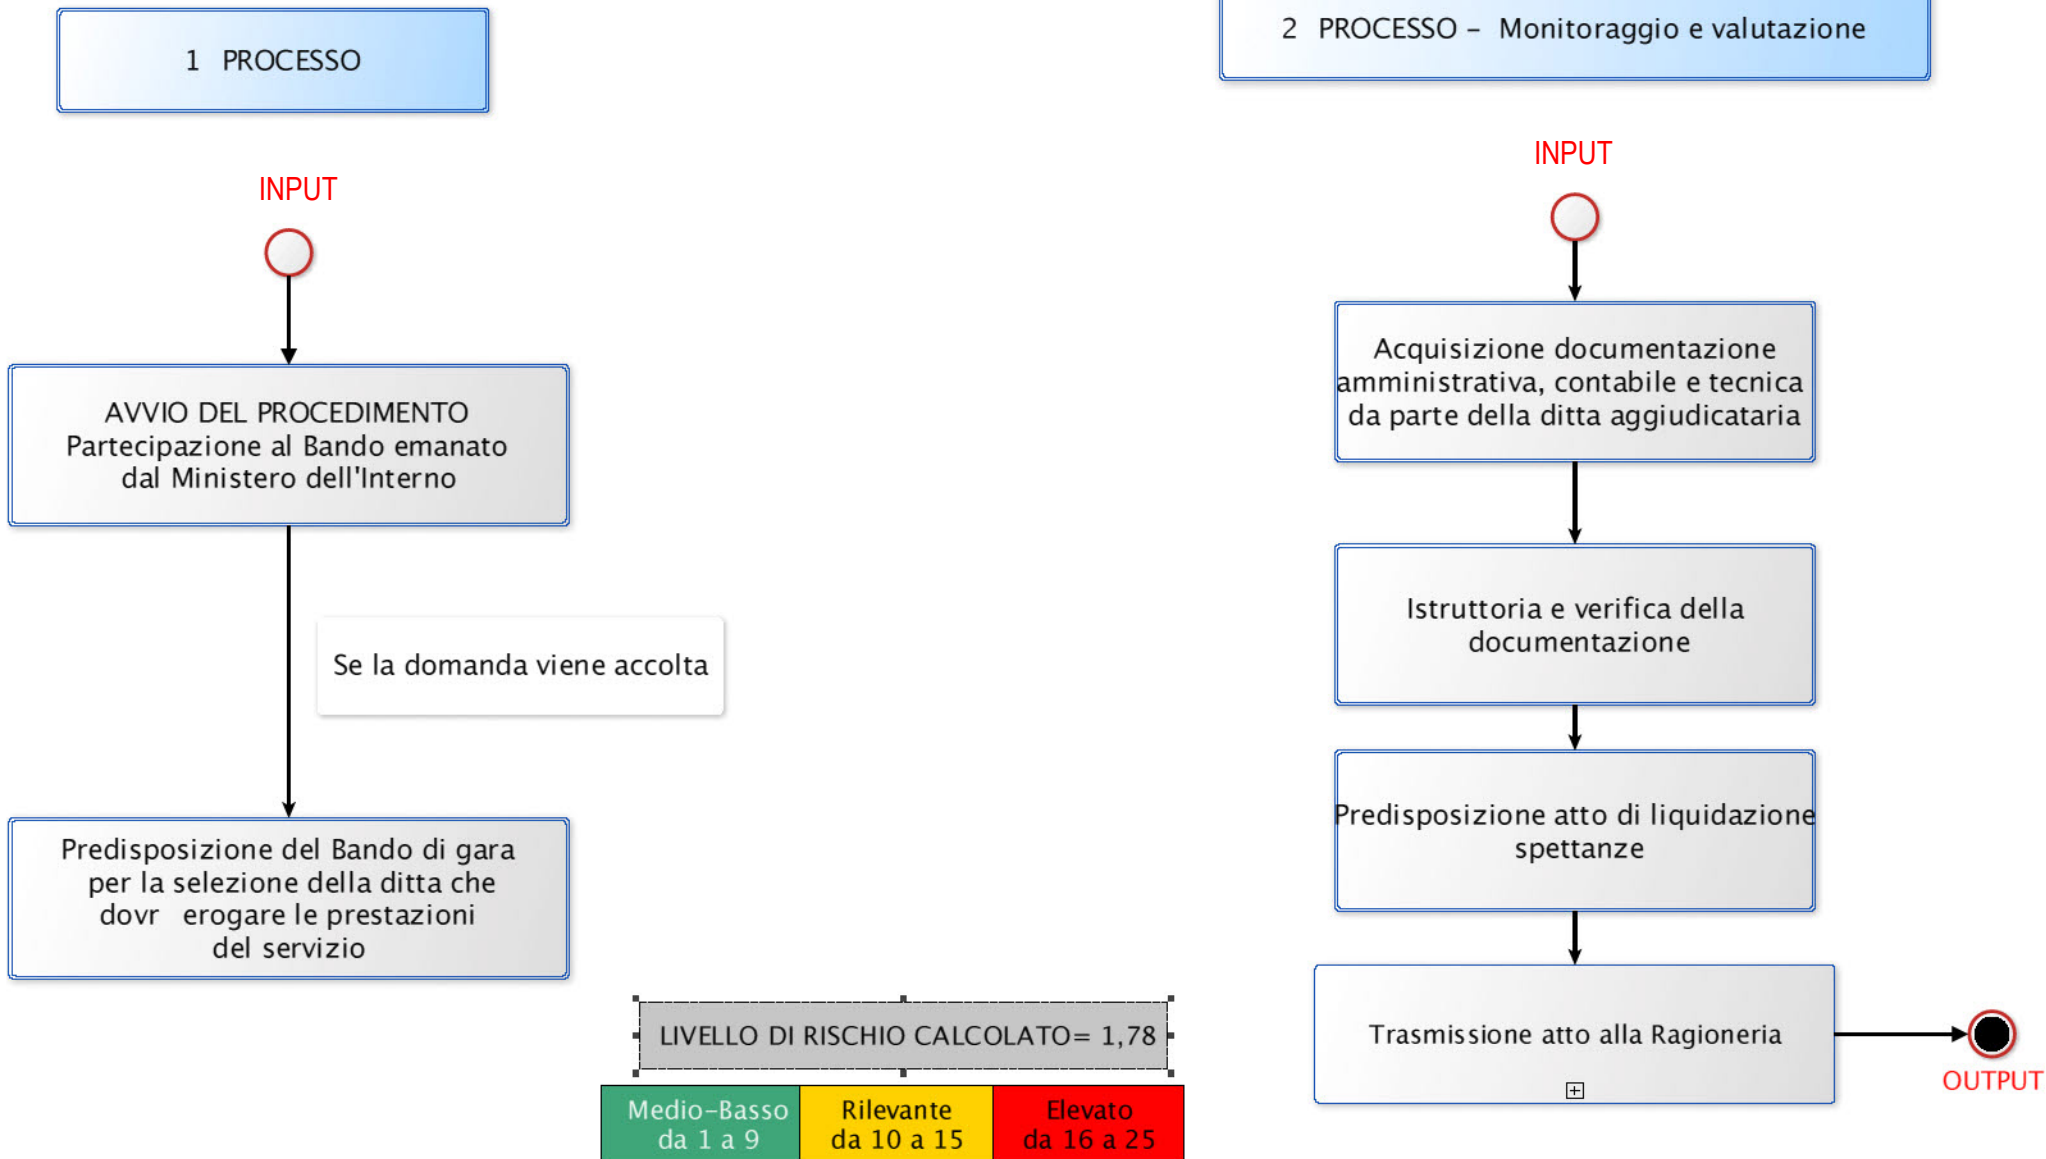 1 PROCESSO
INPUT
AVVIO DEL PROCEDIMENTO
Partecipazione al Bando emanato
dal Ministero dell'Interno
Se la domanda viene accolta
Predisposizione del Bando di gara
per la selezione della ditta che
dovr erogare le prestazioni
del servizio
LIVELLO DI RISCHIO CALCOLATO= 1,78
Medio-Basso
da 1 a 9
Rilevante
da 10 a 15
Elevato
da 16 a 25
2 PROCESSO - Monitoraggio e valutazione
INPUT
Acquisizione documentazione
amministrativa, contabile e tecnica
da parte della ditta aggiudicataria
Istruttoria e verifica della
documentazione
Predisposizione atto di liquidazione
spettanze
Trasmissione atto alla Ragioneria
OUTPUT